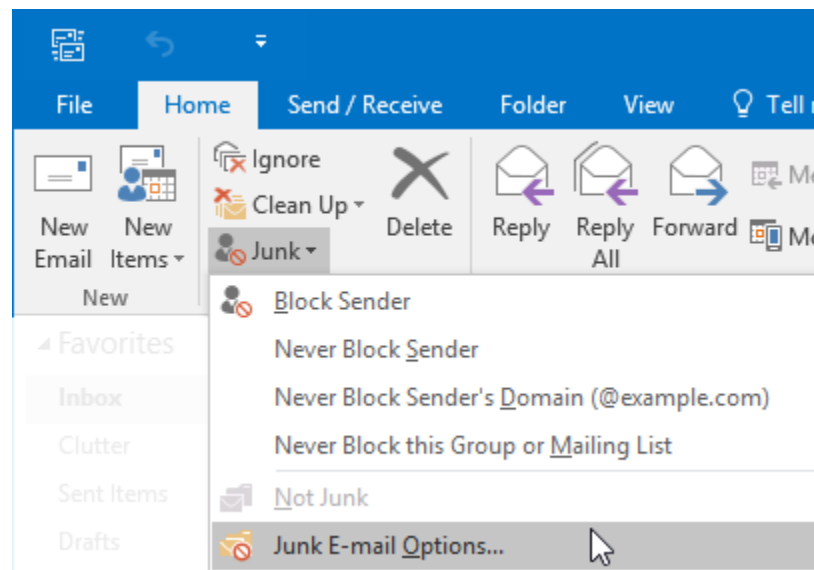 File Home Send / Receive Folder View Tell
Ignore
Clean Up
Junk
New Email
New Items
Delete
Reply
Reply All
Forward
New
Block Sender
Never Block Sender
Never Block Sender's Domain (@example.com)
Never Block this Group or Mailing List
Not Junk
Junk E-mail Options...
Favorites
Inbox
Clutter
Sent Items
Drafts